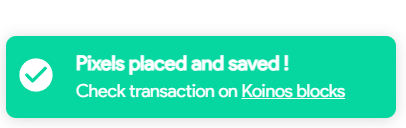 Pixels placed and saved !
Check transaction on Koinos blocks